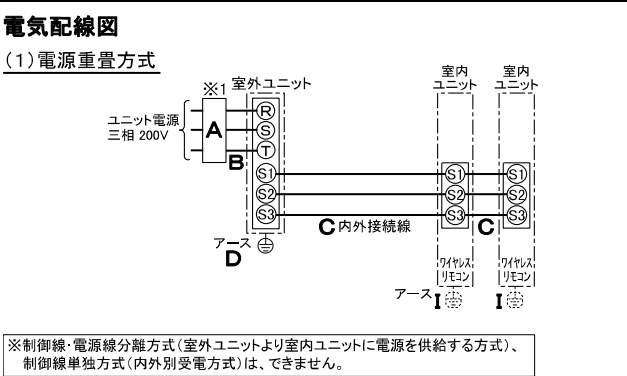 電気配線図
(1)電源重畳方式
※1
室外ユニット
室内
ユニット
室内
ユニット
ユニット電源
三相 200V
A
B
R
S
T
S1
S2
S3
S1
S2
S3
S1
S2
S3
C 内外接続線
C
アース
D
ワイヤレス
リモコン
ワイヤレス
リモコン
アース I
I
※制御線・電源線分離方式(室外ユニットより室内ユニットに電源を供給する方式)、
制御線単独方式(内外別受電方式)は、できません。